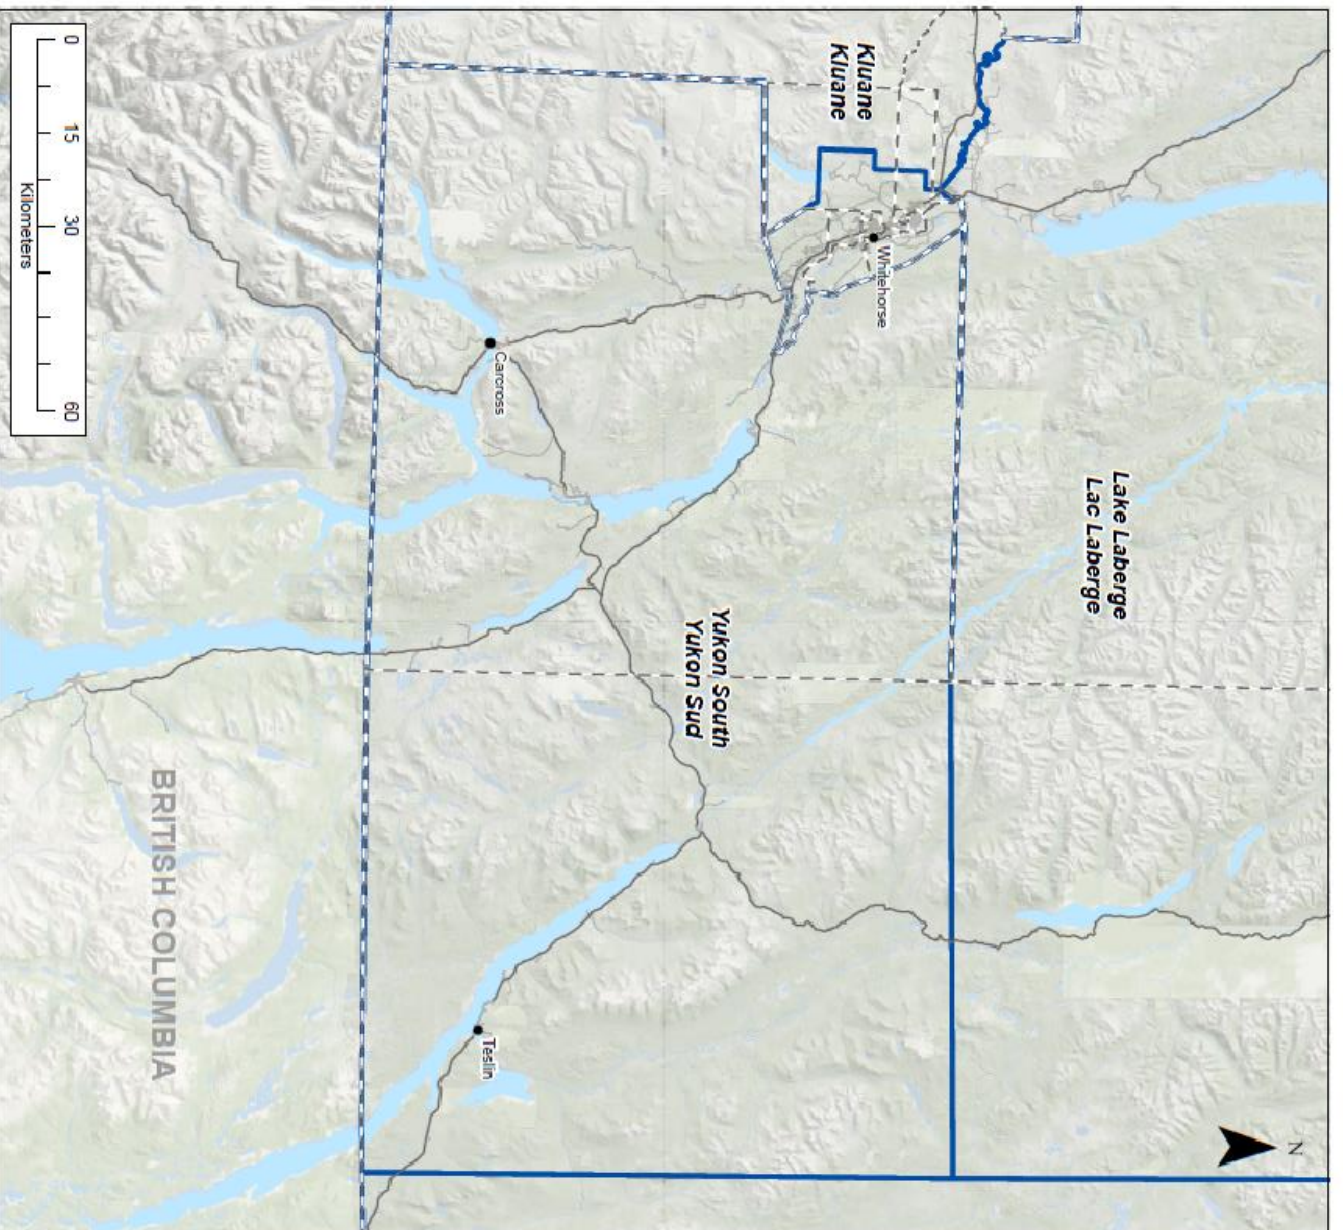 Kluane
Kluane
Whitehorse
Lake Laberge
Lac Laberge
Carcross
Yukon South
Yukon Sud
Teslin
BRITISH COLUMBIA
N
0 15 30 60
Kilometers